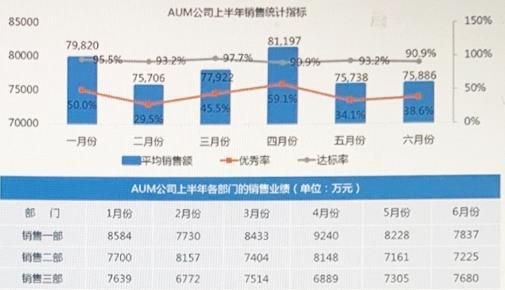 AUM公司上半年销售统计指标
85000 150%
79,820 81,197
80000 95.5% 93.2% 97.7% 90.9% 93.2% 90.9% 100%
75,706 77,922 75,738 75,886
75000 50.0% 29.5% 45.5% 59.1% 34.1% 38.6% 50%
70000 0%
一月份 二月份 三月份 四月份 五月份 六月份
平均销售额 优秀率 达标率
AUM公司上半年各部门的销售业绩（单位：万元）
部 门 1月份 2月份 3月份 4月份 5月份 6月份
销售一部 8584 7730 8433 9240 8228 7837
销售二部 7700 8157 7404 8148 7161 7225
销售三部 7639 6772 7514 6889 7305 7680